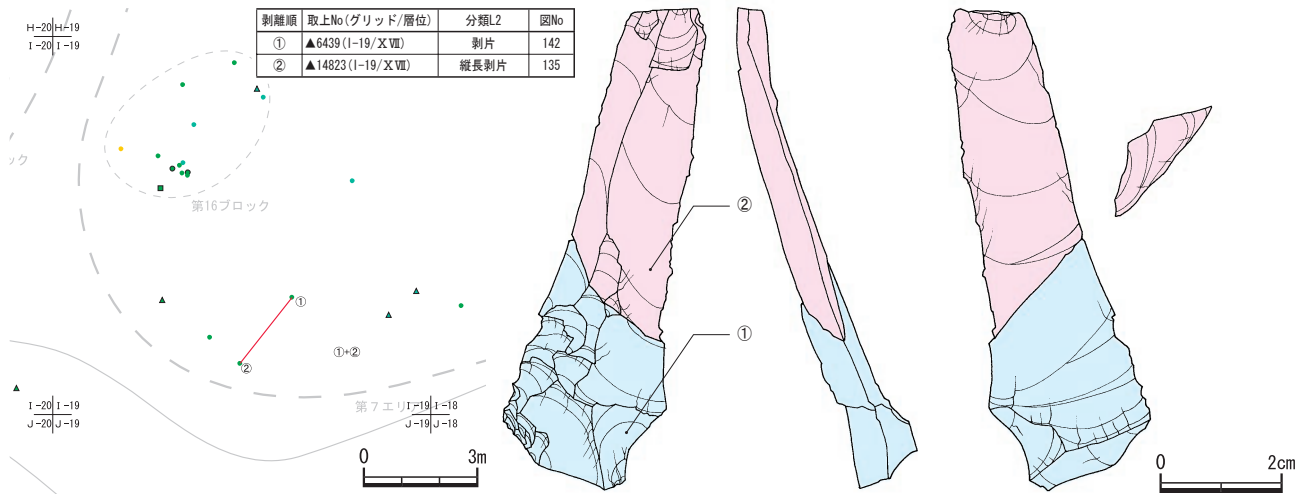 H-20 H-19
I-20 I-19
剥離順 取上No(グリッド/層位) 分類L2 図No
① ▲6439(I-19/ⅩⅦ) 剥片 142
② ▲14823(I-19/ⅩⅦ) 縦長剥片 135
ック
第16ブロック
①
②
①+②
第7エリア
I-20 I-19
J-20 J-19
I-19 I-18
J-19 J-18
0 3m
②
①
0 2cm